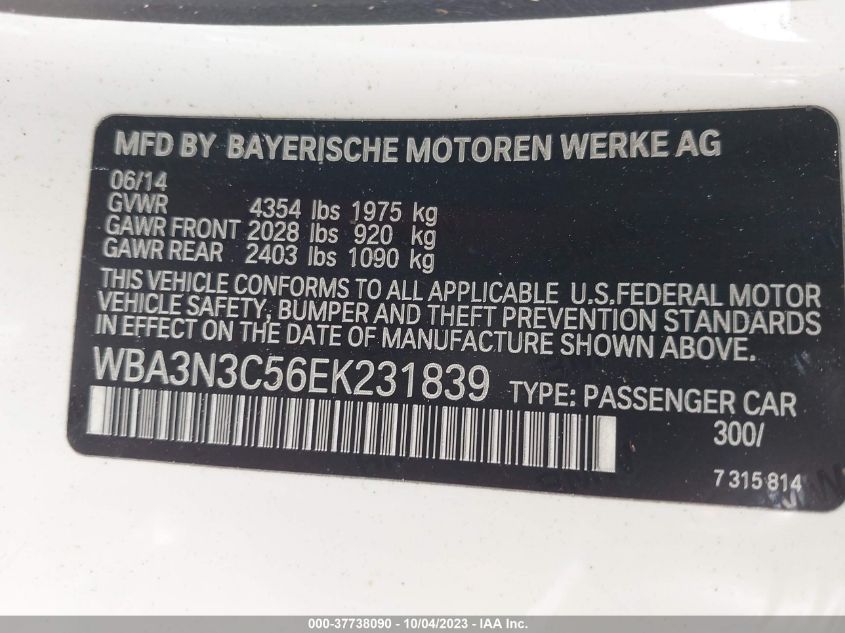 MFD BY BAYERISCHE MOTOREN WERKE AG
06/14
GVWR 4354 lbs 1975 kg
GAWR FRONT 2028 lbs 920 kg
GAWR REAR 2403 lbs 1090 kg
THIS VEHICLE CONFORMS TO ALL APPLICABLE U.S.FEDERAL MOTOR
VEHICLE SAFETY, BUMPER AND THEFT PREVENTION STANDARDS
IN EFFECT ON THE DATE OF MANUFACTURE SHOWN ABOVE.
WBA3N3C56EK231839 TYPE: PASSENGER CAR
300/
7 315 814
000-37738090 - 10/04/2023 - IAA Inc.